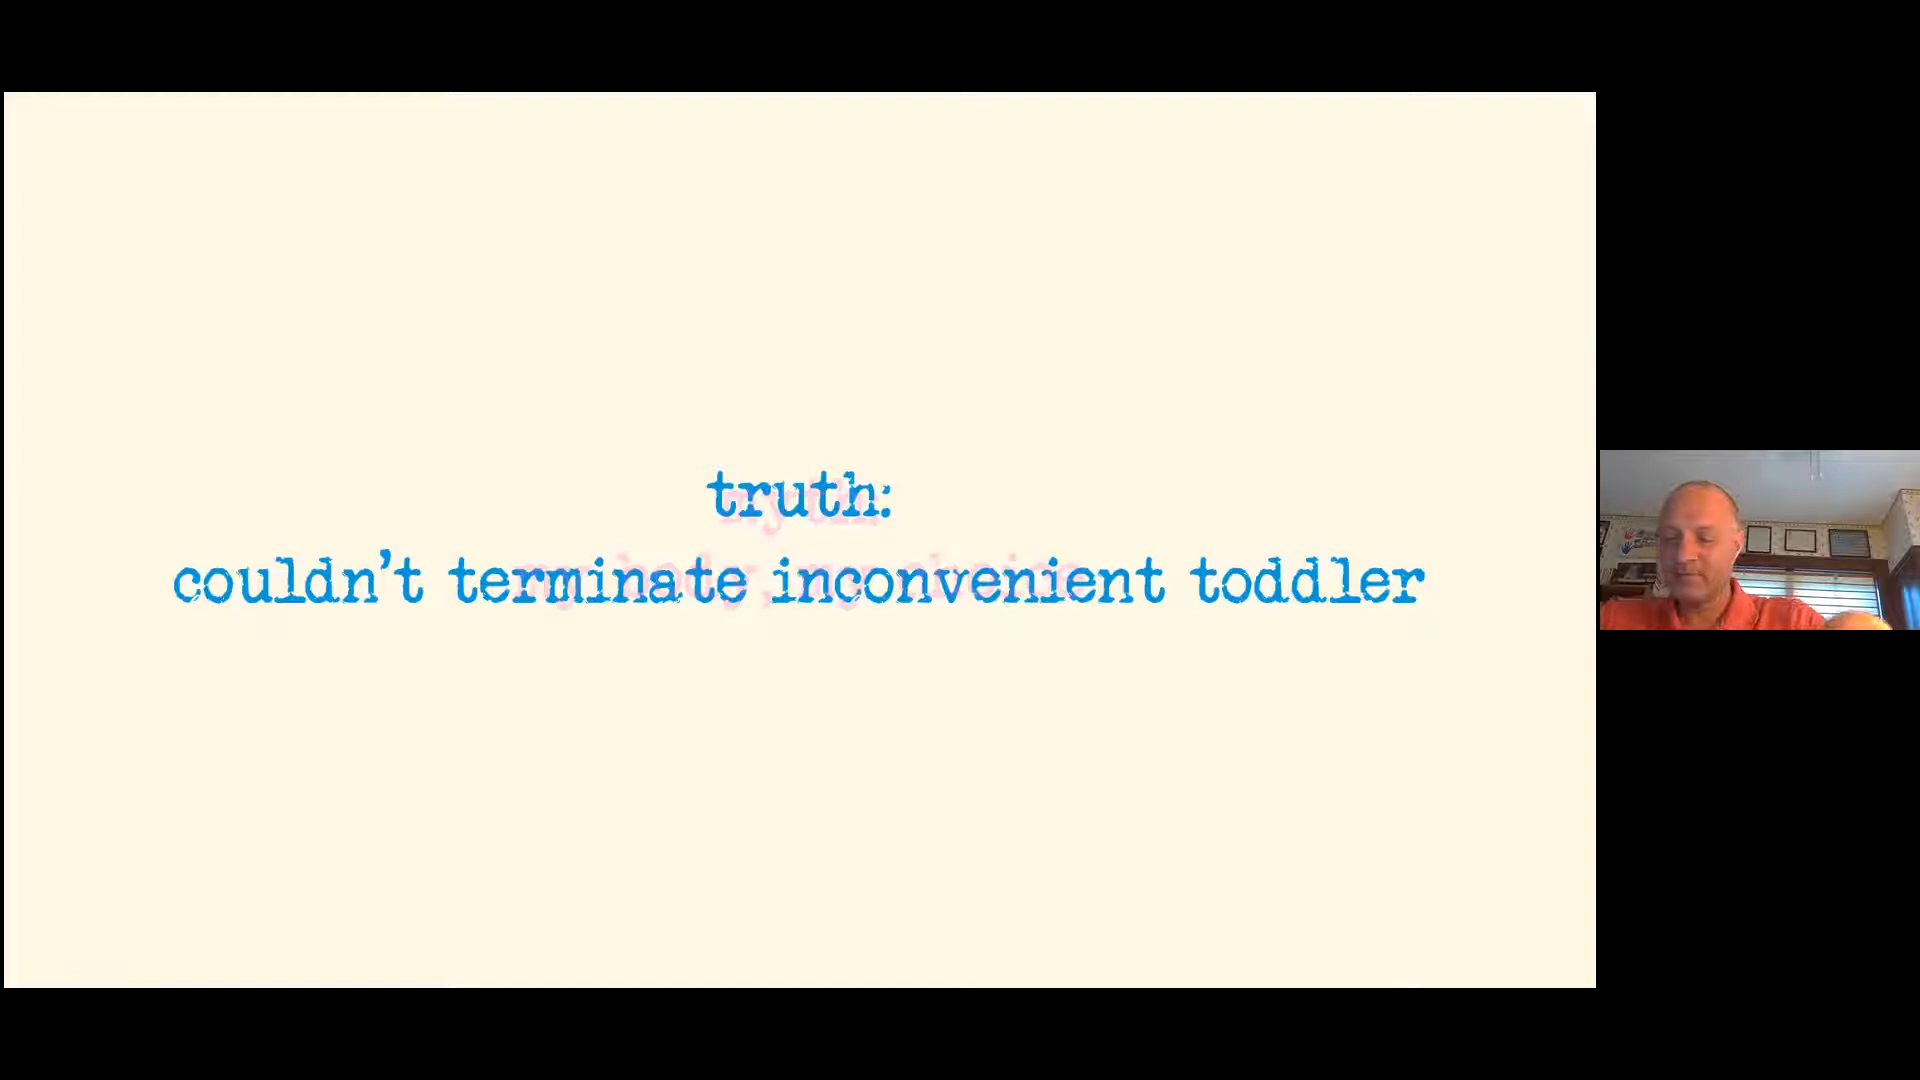 truth:
couldn't terminate inconvenient toddler